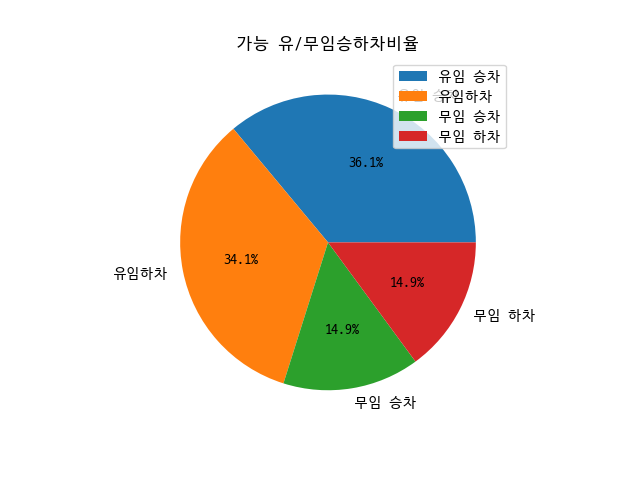 가능 유/무임승하차비율
유임 승차
유임하차
무임 승차
무임 하차
36.1%
34.1%
유임하차
14.9%
무임 하차
14.9%
무임 승차